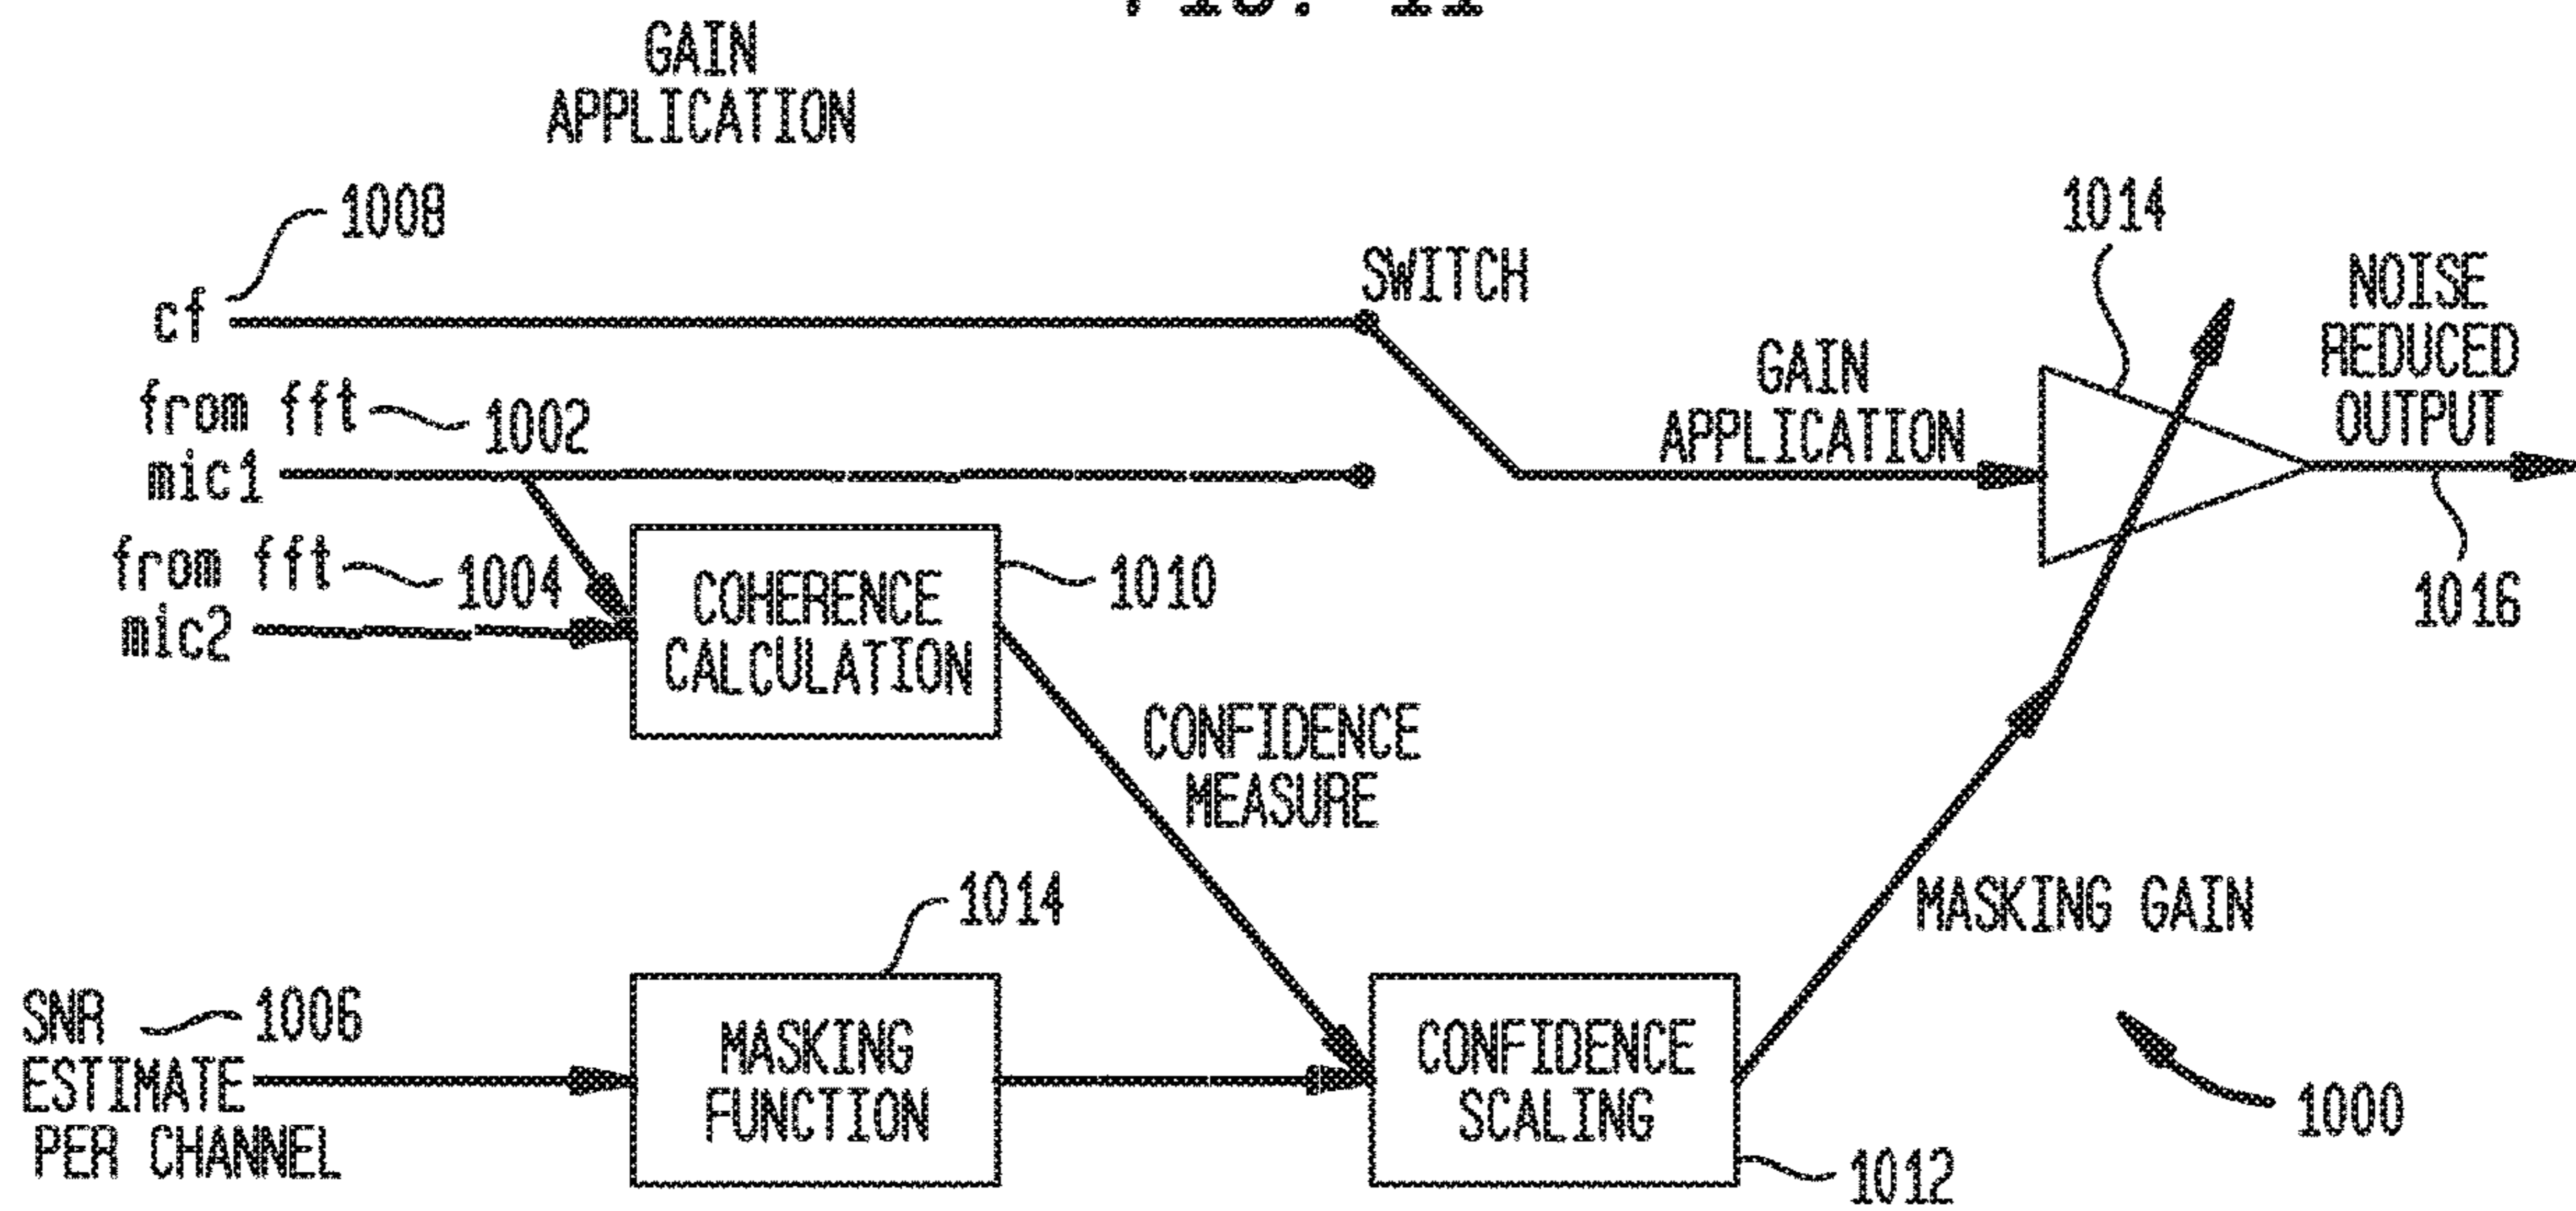 FIG. 11
GAIN
APPLICATION
1008
cf
SWITCH
from fft
1002
mic1
from fft
1004
mic2
COHERENCE
CALCULATION
1010
GAIN
APPLICATION
1014
NOISE
REDUCED
OUTPUT
1016
CONFIDENCE
MEASURE
MASKING GAIN
SNR
1006
ESTIMATE
PER CHANNEL
1014
MASKING
FUNCTION
CONFIDENCE
SCALING
1012
1000